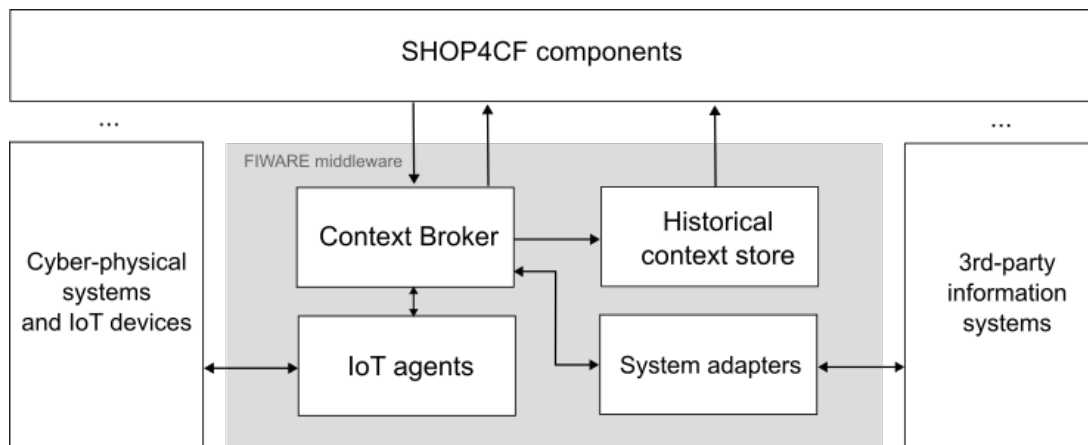 SHOP4CF components
...
...
FIWARE middleware
Cyber-physical
systems
and IoT devices
Context Broker
Historical
context store
3rd-party
information
systems
IoT agents
System adapters